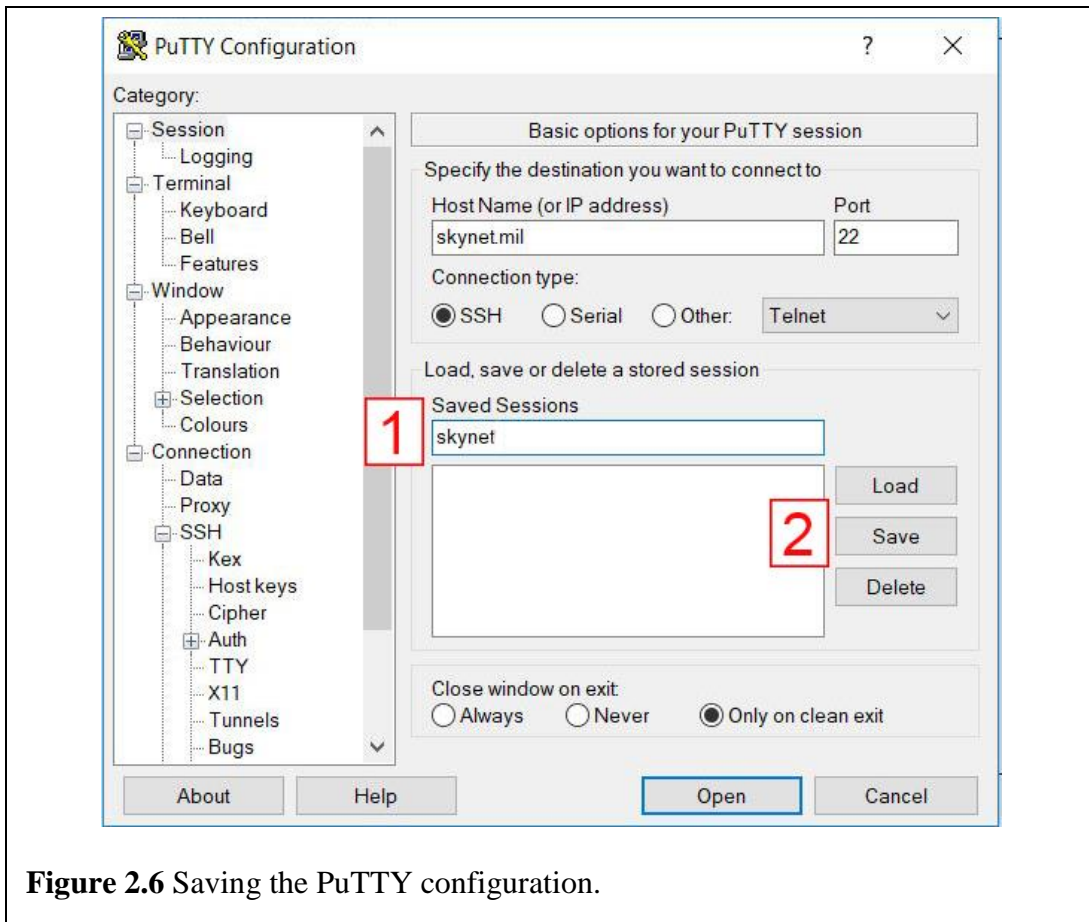 PuTTY Configuration
?
Category:
Session
Logging
Terminal
Keyboard
Bell
Features
Window
Appearance
Behaviour
Translation
Selection
Colours
Connection
Data
Proxy
SSH
Kex
Host keys
Cipher
Auth
TTY
X11
Tunnels
Bugs
Basic options for your PuTTY session
Specify the destination you want to connect to
Host Name (or IP address) Port
skynet.mil 22
Connection type:
SSH Serial Other: Telnet
Load, save or delete a stored session
Saved Sessions
1 skynet
Load
2 Save
Delete
Close window on exit:
Always Never Only on clean exit
About Help Open Cancel
Figure 2.6 Saving the PuTTY configuration.